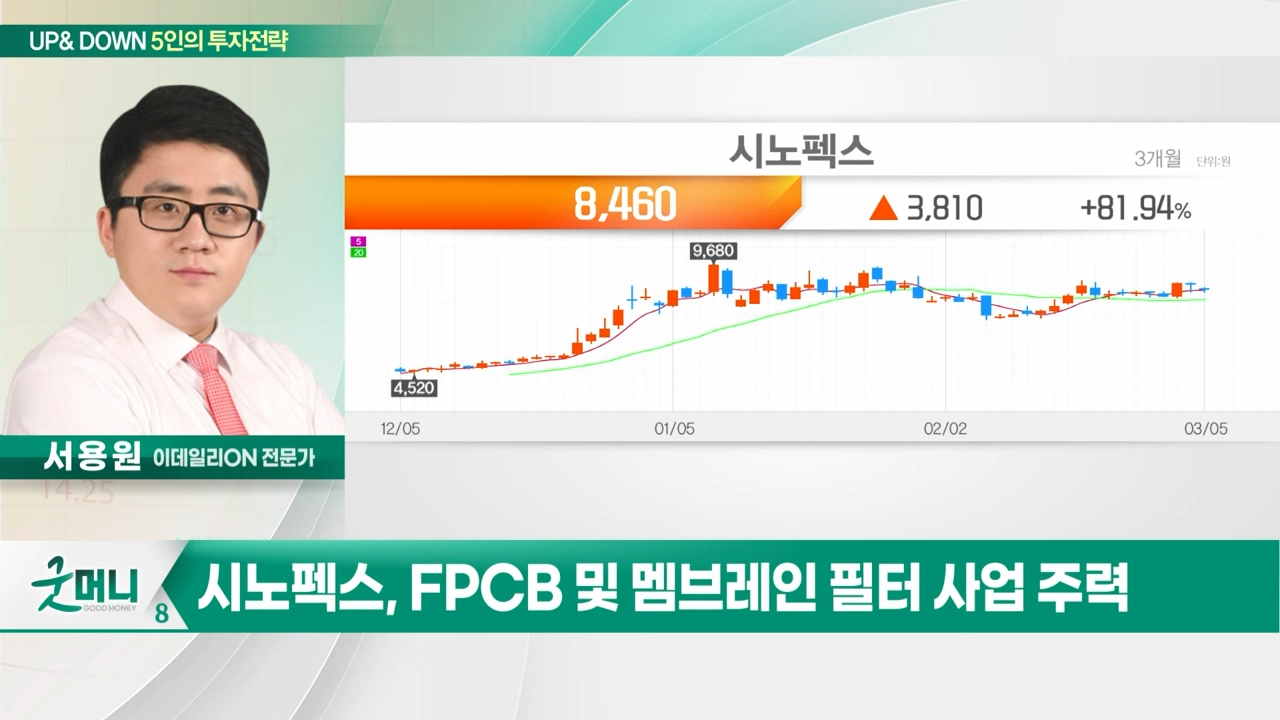 UP& DOWN 5인의 투자전략
시노펙스
3개월 단위:원
8,460 ▲ 3,810 +81.94%
5
20
9,680
4,520
12/05 01/05 02/02 03/05
서용원 이데일리ON 전문가
14.25
굿머니
GOOD MONEY
8
시노펙스, FPCB 및 멤브레인 필터 사업 주력